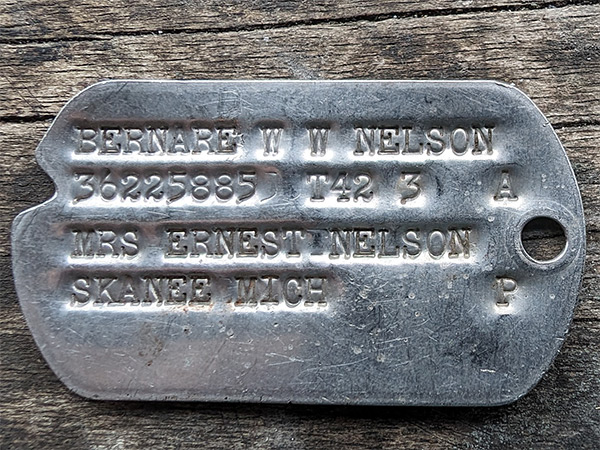 BERNARE W W NELSON
36225885 T42 3 A
MRS ERNEST NELSON
SKANEE MICH P